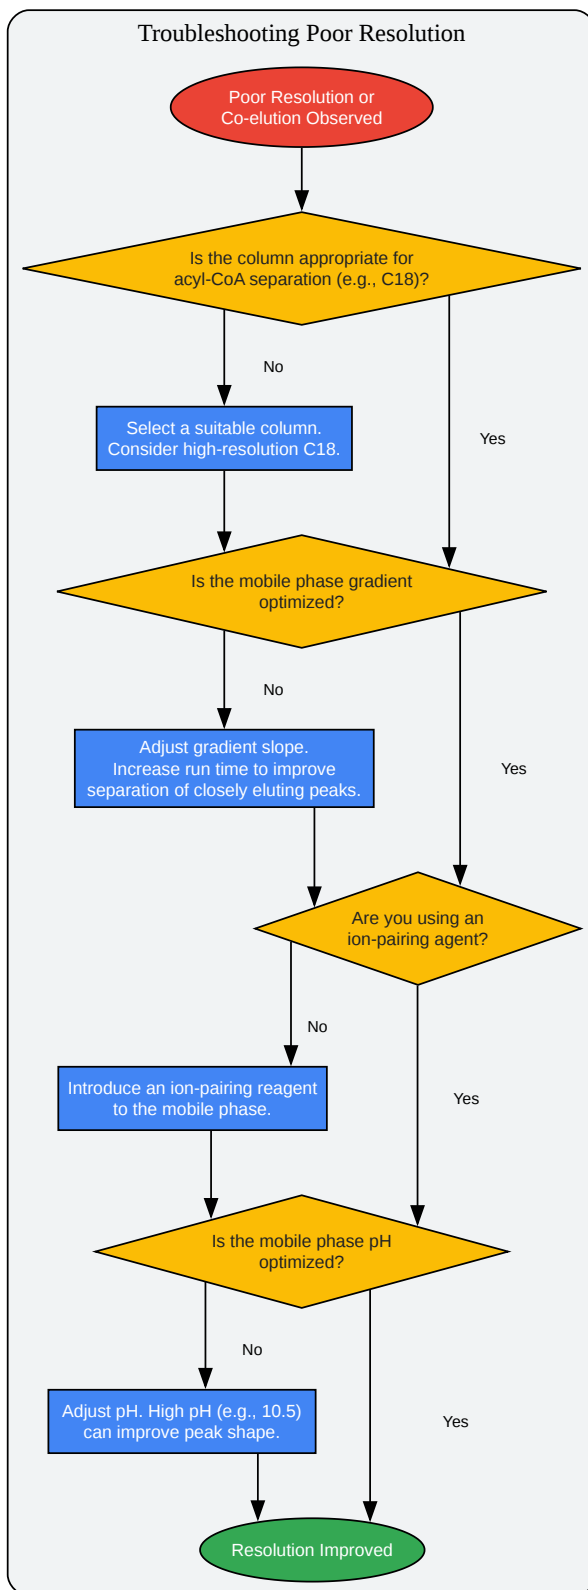 Troubleshooting Poor Resolution
Poor Resolution or
Co-elution Observed
Is the column appropriate for
acyl-CoA separation (e.g., C18)?
No
Select a suitable column.
Consider high-resolution C18.
Yes
Is the mobile phase gradient
optimized?
No
Adjust gradient slope.
Increase run time to improve
separation of closely eluting peaks.
Yes
Are you using an
ion-pairing agent?
No
Introduce an ion-pairing reagent
to the mobile phase.
Yes
Is the mobile phase pH
optimized?
No
Adjust pH. High pH (e.g., 10.5)
can improve peak shape.
Yes
Resolution Improved